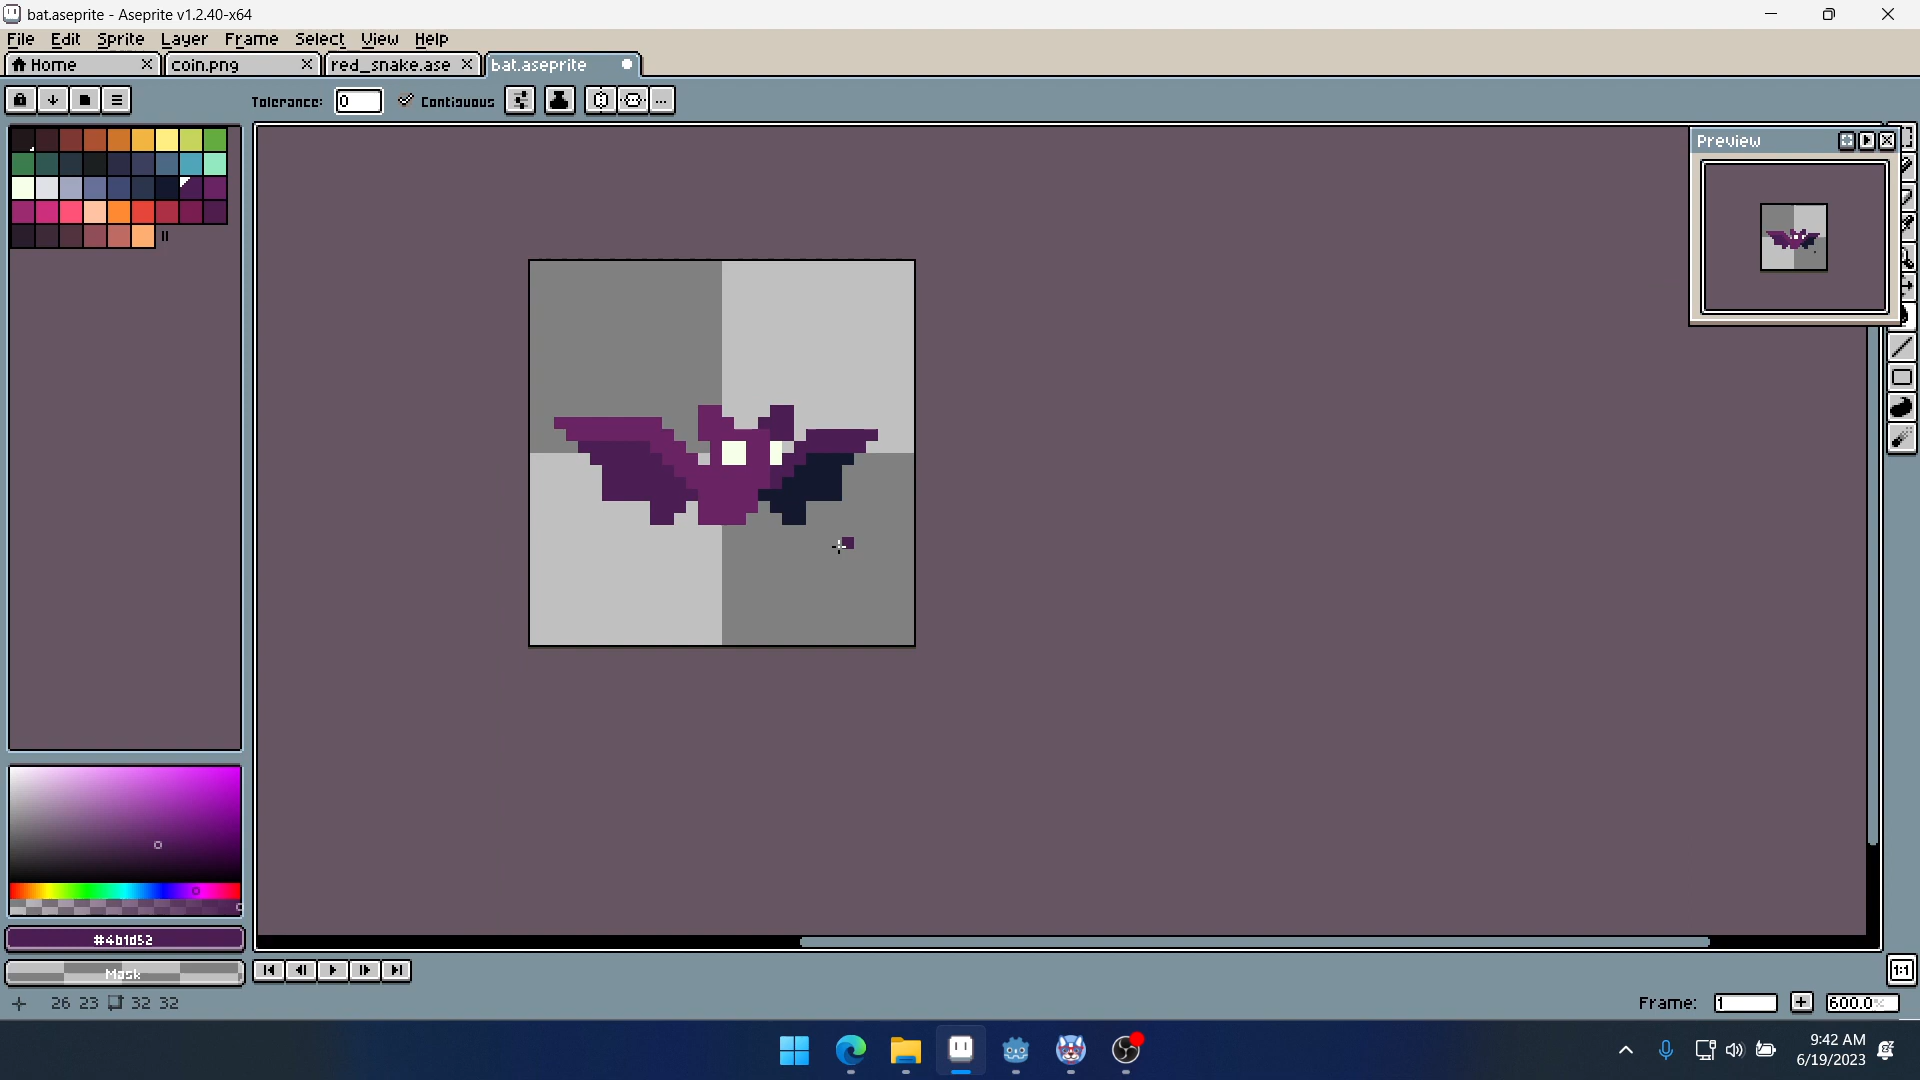 bat.aseprite - Aseprite v1.2.40-x64
File Edit Sprite Layer Frame Select View Help
Home coin.png red_snake.ase bat.aseprite
Tolerance: 0 Contiguous
Preview
#4b1d52
Mask
1:1
26 23 32 32
Frame: 1 600.0%
9:42 AM
6/19/2023